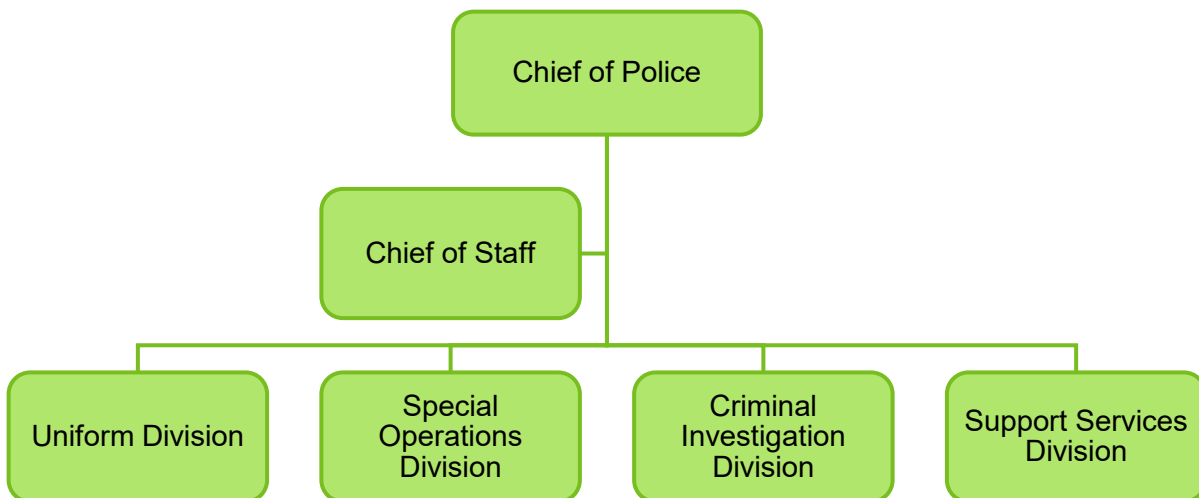 Chief of Police
Chief of Staff
Uniform Division
Special
Operations
Division
Criminal
Investigation
Division
Support Services
Division